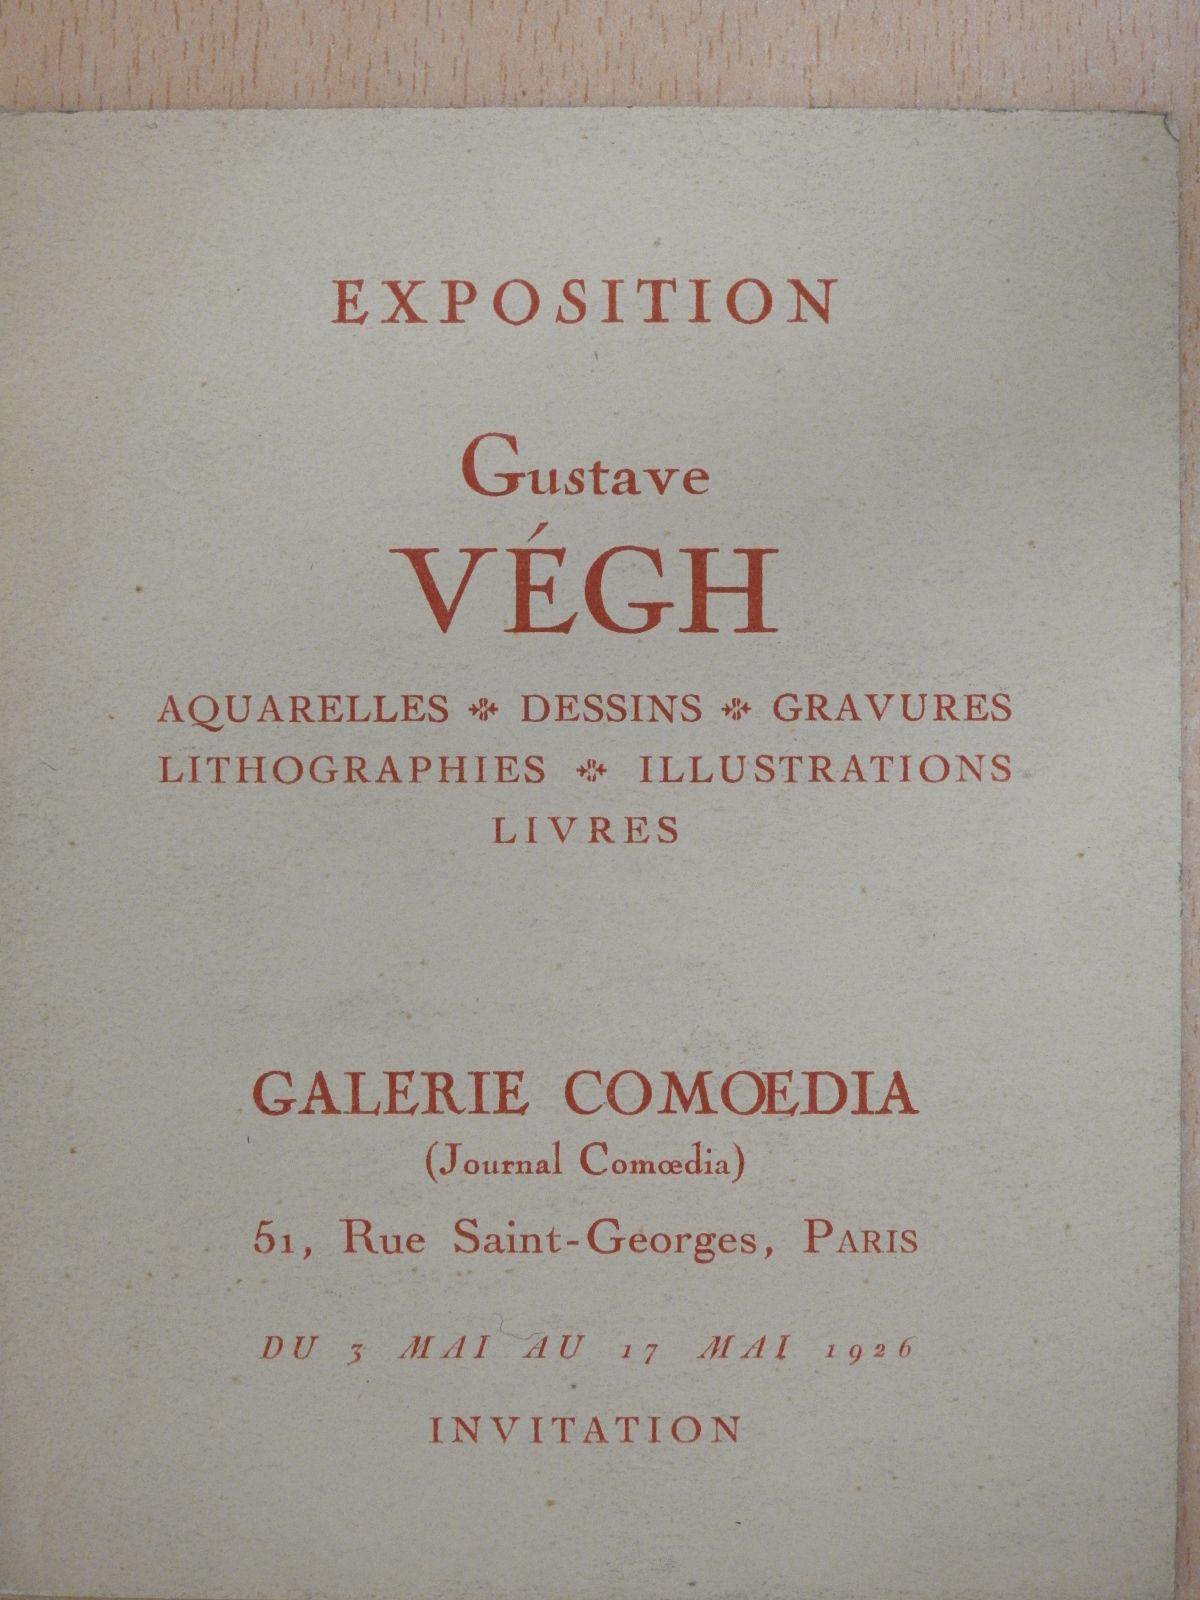 EXPOSITION
Gustave
VÉGH
AQUARELLES * DESSINS * GRAVURES
LITHOGRAPHIES * ILLUSTRATIONS
LIVRES
GALERIE COMŒDIA
(Journal Comœdia)
51, Rue Saint-Georges, PARIS
DU 3 MAI AU 17 MAI 1926
INVITATION